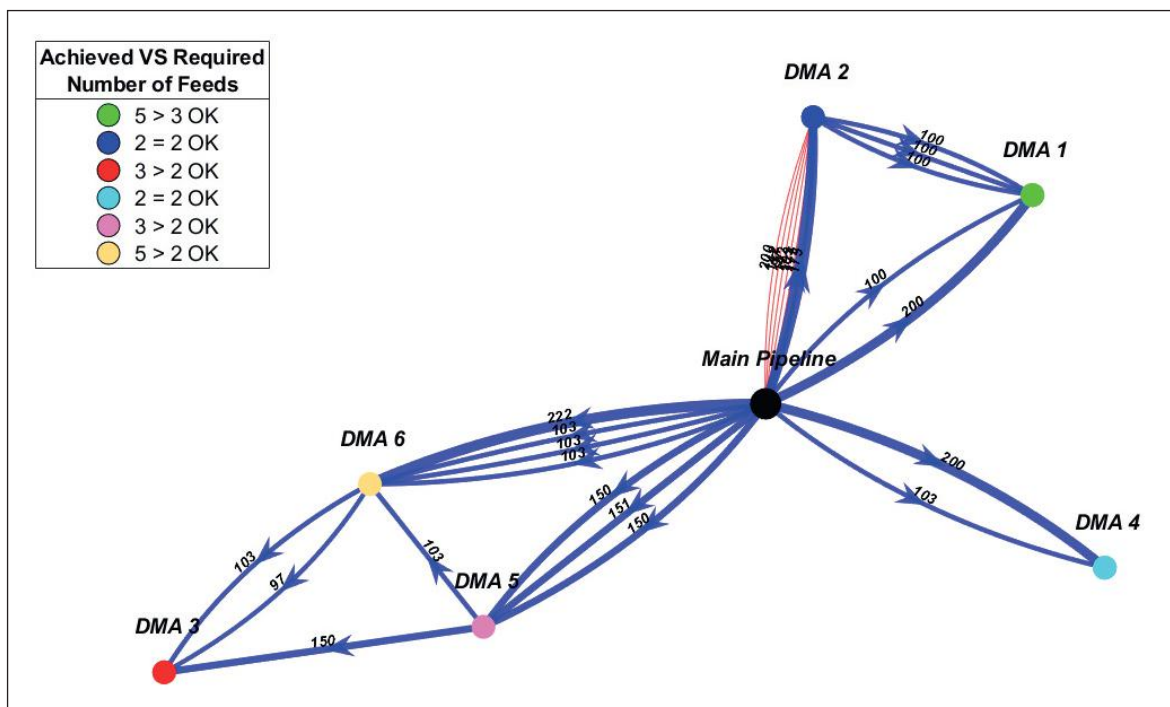 Achieved VS Required
Number of Feeds
5 > 3 OK
2 = 2 OK
3 > 2 OK
2 = 2 OK
3 > 2 OK
5 > 2 OK
DMA 2
DMA 1
100
100
100
200
175
100
200
Main Pipeline
222
103
103
103
DMA 6
150
151
150
200
103
DMA 4
103
97
103
DMA 5
DMA 3
150